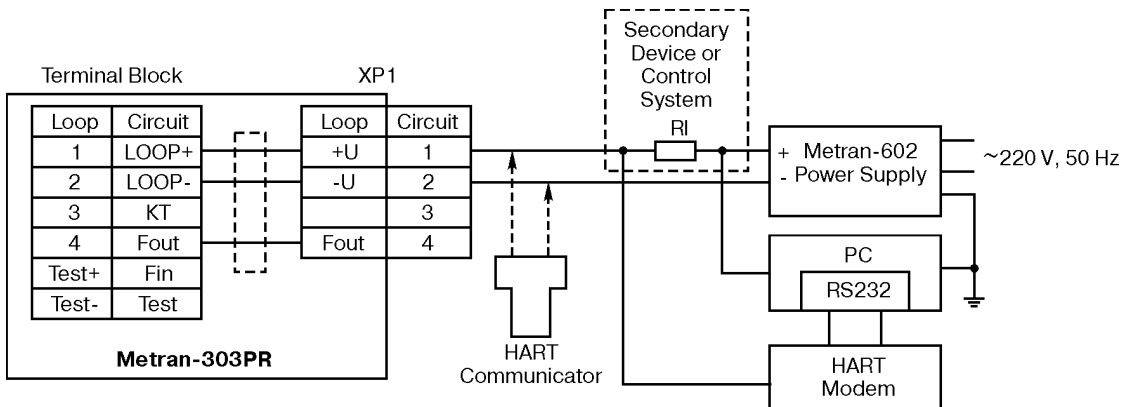 Secondary
Device or
Control
System
RI
Terminal Block
XP1
Loop Circuit
1 LOOP+
2 LOOP-
3 KT
4 Fout
Test+ Fin
Test- Test
Loop Circuit
+U 1
-U 2
3
Fout 4
Metran-303PR
HART
Communicator
+ Metran-602
- Power Supply
~220 V, 50 Hz
PC
RS232
HART
Modem